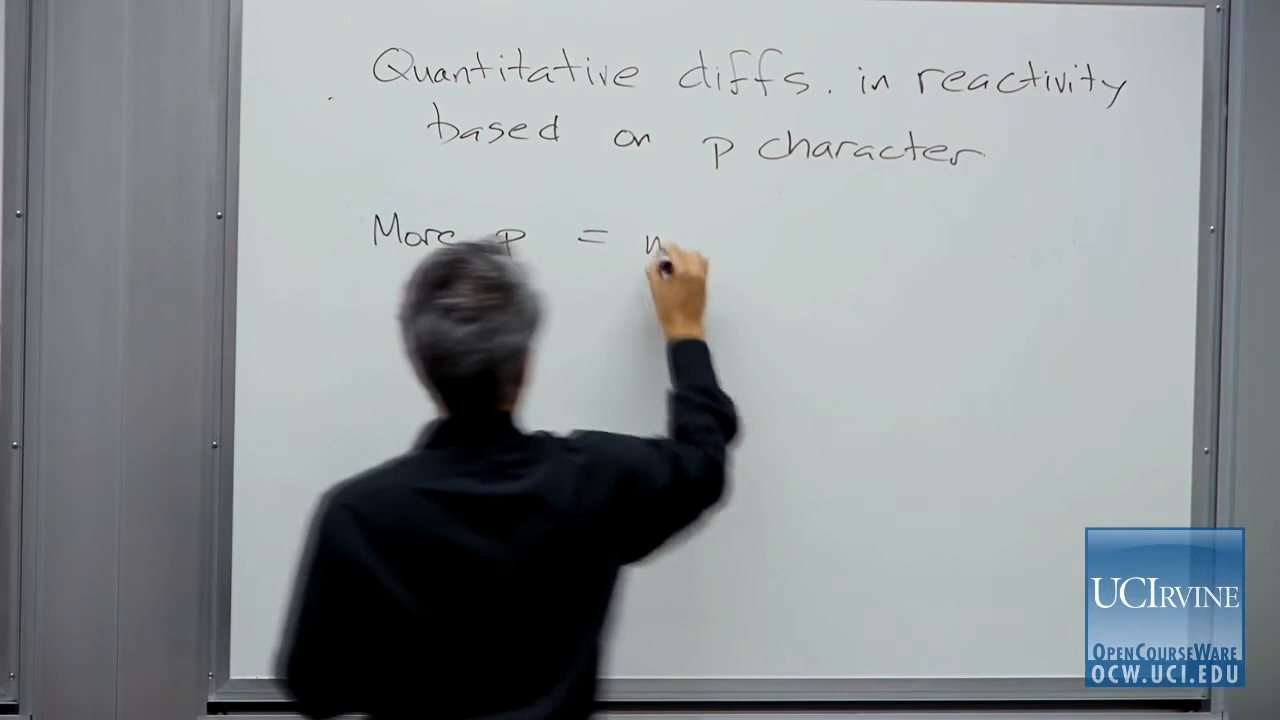 Quantitative diffs. in reactivity
based on p character
More p =
UCIRVINE
OPENCOURSEWARE
OCW.UCI.EDU